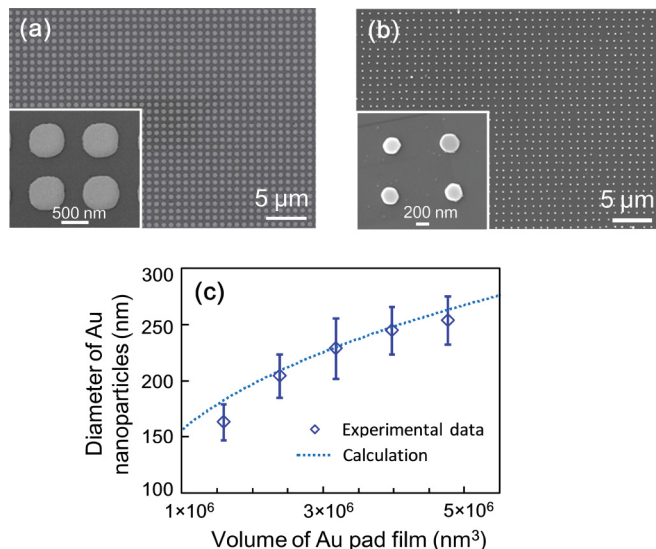 (a)
5 µm
500 nm
(b)
5 µm
200 nm
(c)
Diameter of Au
nanoparticles (nm)
300
250
200
150
100
Experimental data
Calculation
1×10⁶
3×10⁶
5×10⁶
Volume of Au pad film (nm³)